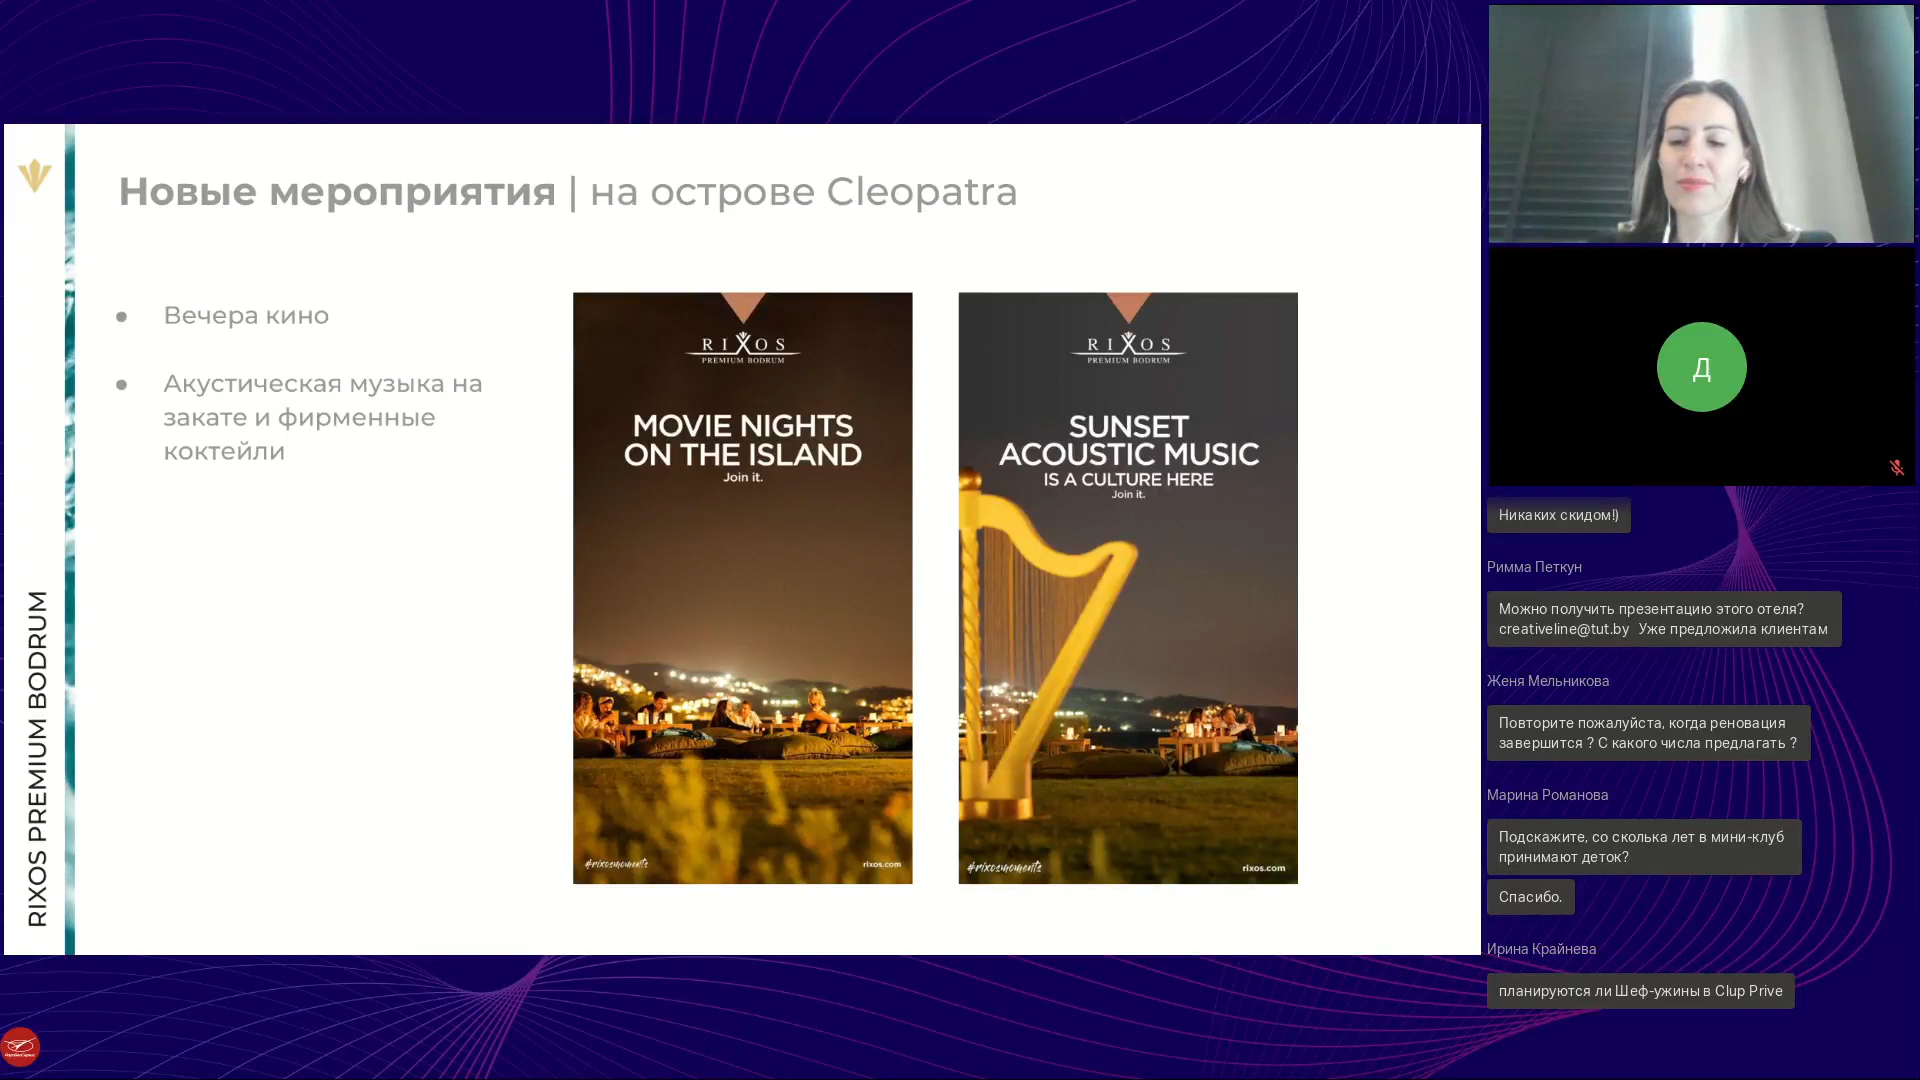 Новые мероприятия | на острове Cleopatra
● Вечера кино
● Акустическая музыка на
закате и фирменные
коктейли
RIXOS PREMIUM BODRUM
RIXOS
PREMIUM BODRUM
MOVIE NIGHTS
ON THE ISLAND
Join it.
#rixosmoments
rixos.com
RIXOS
PREMIUM BODRUM
SUNSET
ACOUSTIC MUSIC
IS A CULTURE HERE
Join it.
#rixosmoments
rixos.com
Д
Никаких скидом!)
Римма Петкун
Можно получить презентацию этого отеля?
creativeline@tut.by Уже предложила клиентам
Женя Мельникова
Повторите пожалуйста, когда реновация
завершится ? С какого числа предлагать ?
Марина Романова
Подскажите, со сколька лет в мини-клуб
принимают деток?
Спасибо.
Ирина Крайнева
планируются ли Шеф-ужины в Clup Prive